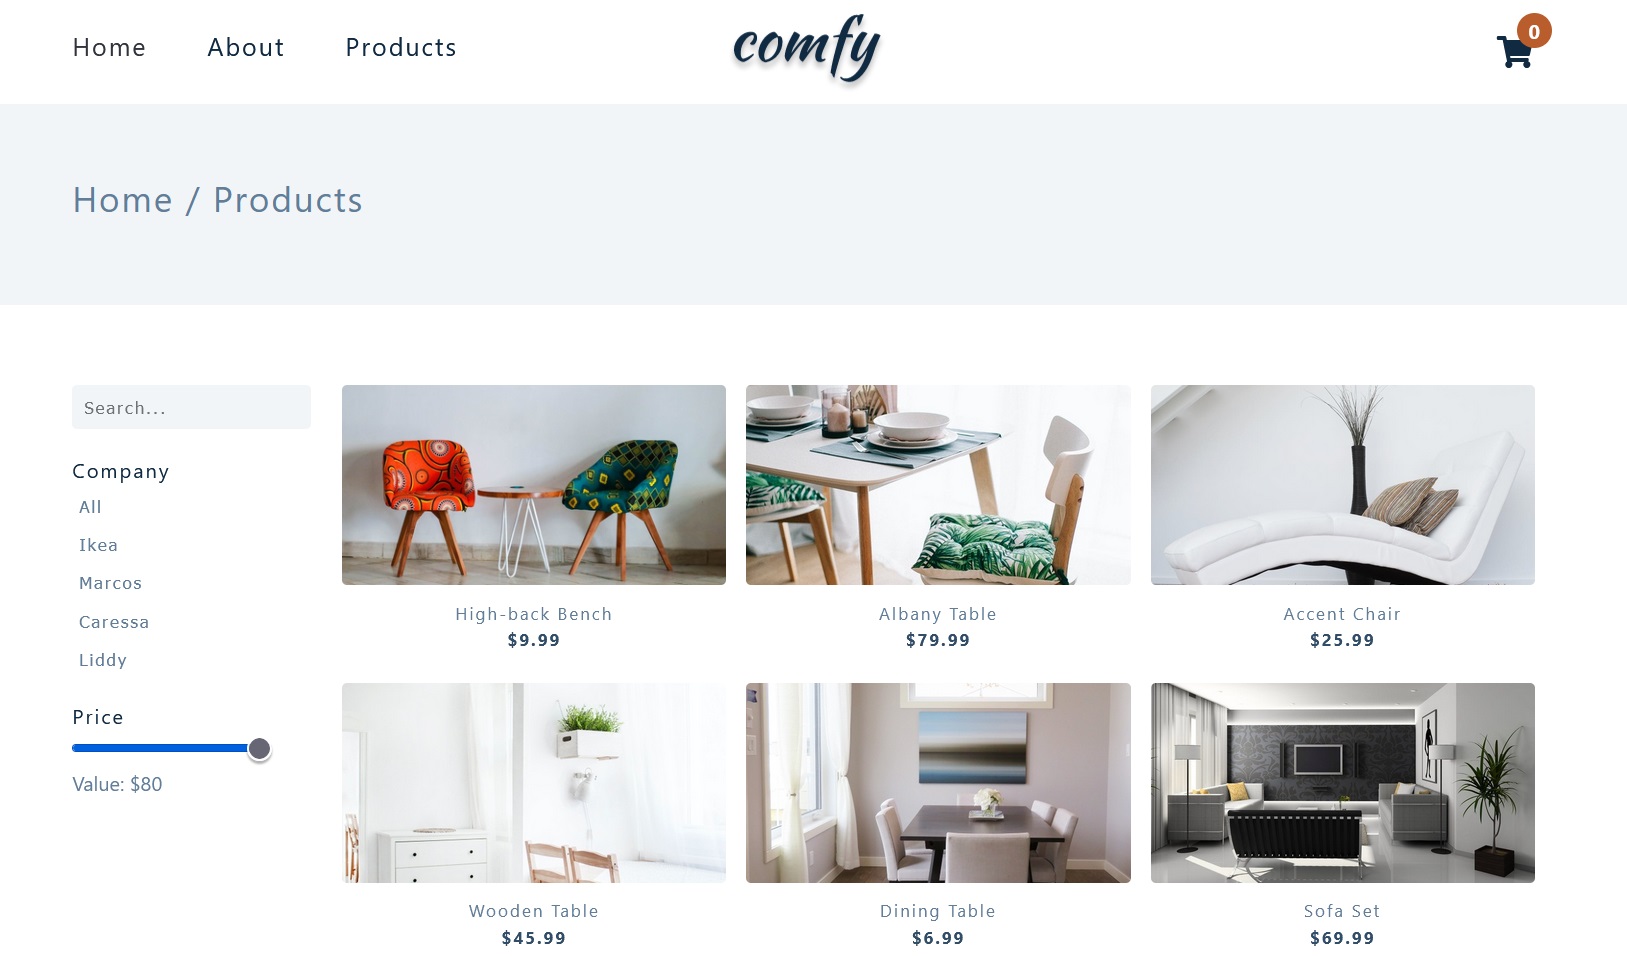 Home About Products
comfy
0
Home / Products
Search...
Company
All
Ikea
Marcos
Caressa
Liddy
Price
Value: $80
High-back Bench
$9.99
Albany Table
$79.99
Accent Chair
$25.99
Wooden Table
$45.99
Dining Table
$6.99
Sofa Set
$69.99